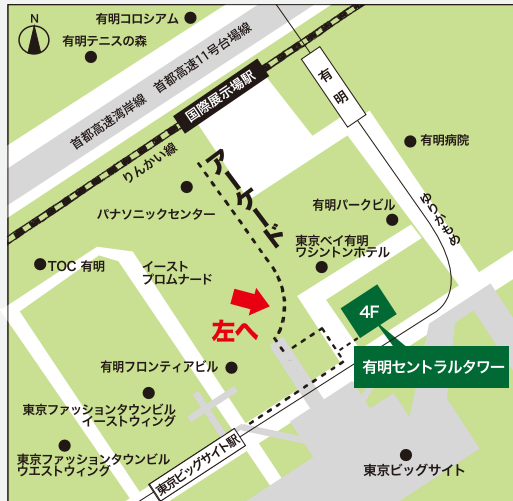 N
有明コロシアム
有明テニスの森
首都高速湾岸線 首都高速11号台場線
国際展示場駅
りんかい線
有明
アーケード
有明病院
パナソニックセンター
有明パークビル
ゆりかもめ
東京ベイ有明
ワシントンホテル
TOC 有明
イースト
プロムナード
左へ
4F
有明セントラルタワー
有明フロンティアビル
東京ファッションタウンビル
イーストウィング
東京ファッションタウンビル
ウエストウィング
東京ビッグサイト駅
東京ビッグサイト